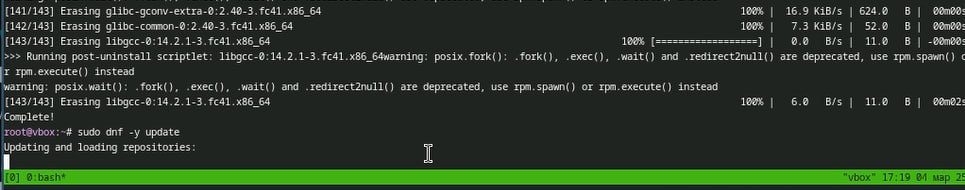 [141/143] Erasing glibc-gconv-extra-0:2.40-3.fc41.x86_64 100% | 16.9 KiB/s | 624.0 B | 00m00s
[142/143] Erasing glibc-common-0:2.40-3.fc41.x86_64 100% | 7.3 KiB/s | 52.0 B | 00m00s
[143/143] Erasing libgcc-0:14.2.1-3.fc41.x86_64 100% [==================] | 0.0 B/s | 11.0 B | -00m00s
>>> Running post-uninstall scriptlet: libgcc-0:14.2.1-3.fc41.x86_64warning: posix.fork(): .fork(), .exec(), .wait() and .redirect2null() are deprecated, use rpm.spawn() o
r rpm.execute() instead
warning: posix.wait(): .fork(), .exec(), .wait() and .redirect2null() are deprecated, use rpm.spawn() or rpm.execute() instead
[143/143] Erasing libgcc-0:14.2.1-3.fc41.x86_64 100% | 6.0 B/s | 11.0 B | 00m02s
Complete!
root@vbox:~# sudo dnf -y update
Updating and loading repositories:
[0] 0:bash* "vbox" 17:19 04 мар 25